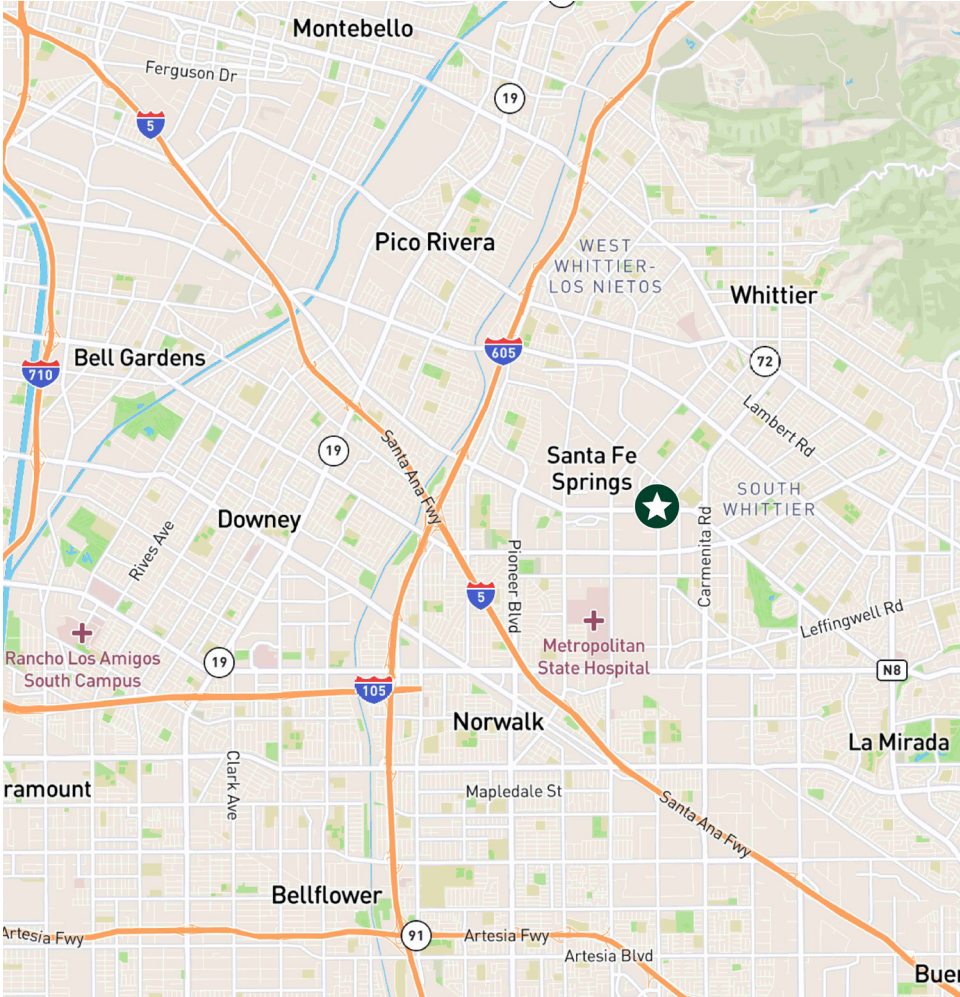 Montebello
Ferguson Dr
19
5
Pico Rivera
WEST
WHITTIER-
LOS NIETOS
Whittier
605
Bell Gardens
710
72
Lambert Rd
19
Santa Ana Fwy
Santa Fe
Springs
SOUTH
WHITTIER
Downey
Rives Ave
Pioneer Blvd
Carmenita Rd
5
Leffingwell Rd
Metropolitan
State Hospital
Rancho Los Amigos
South Campus
19
N8
105
Norwalk
La Mirada
Clark Ave
ramount
Mapledale St
Santa Ana Fwy
Bellflower
Artesia Fwy
91
Artesia Fwy
Artesia Blvd
Buer